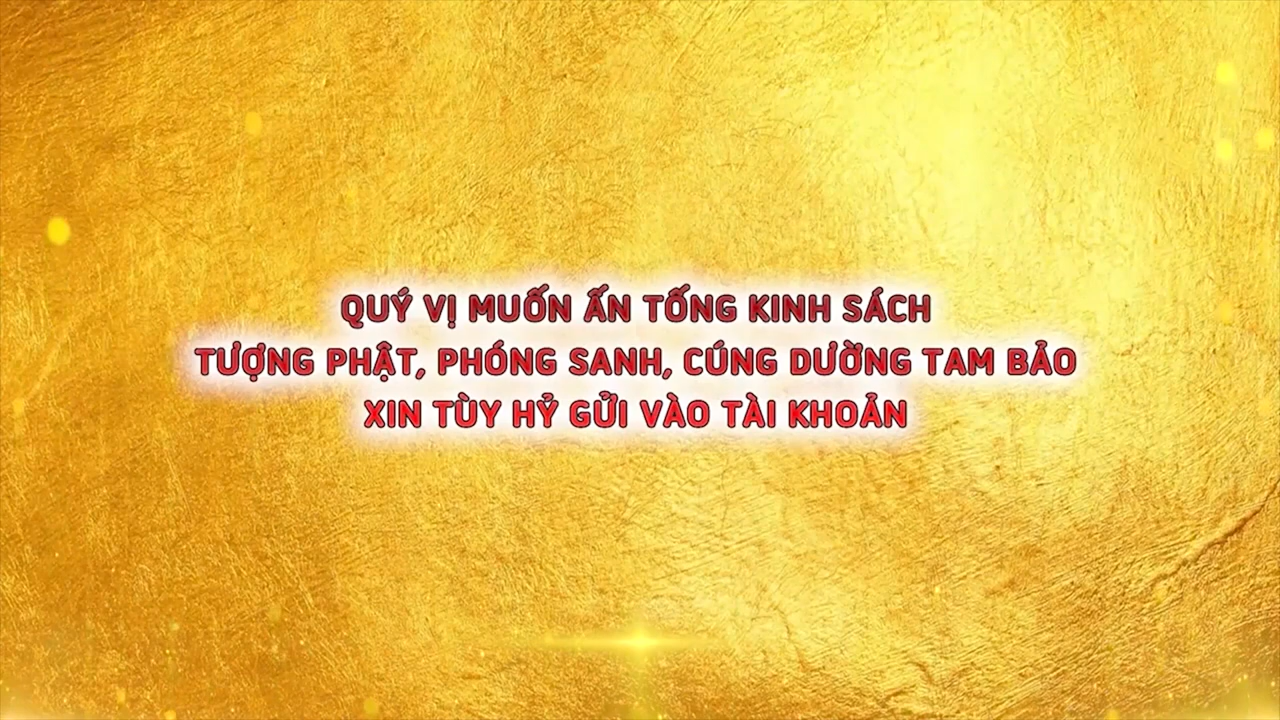 QUÝ VỊ MUỐN ẤN TỐNG KINH SÁCH
TƯỢNG PHẬT, PHÓNG SANH, CÚNG DƯỜNG TAM BẢO
XIN TÙY HỶ GỬI VÀO TÀI KHOẢN